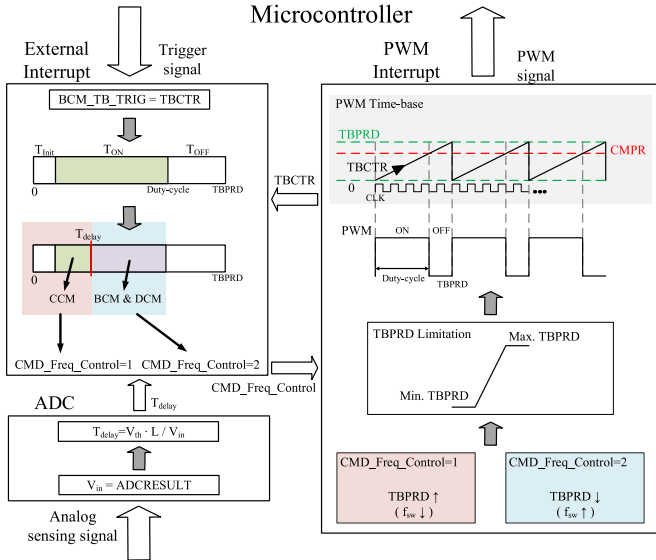 Microcontroller
External
Interrupt
Trigger
signal
BCM_TB_TRIG = TBCTR
T_Init
T_ON
T_OFF
0
Duty-cycle
TBPRD
T_delay
0
TBPRD
CCM
BCM & DCM
CMD_Freq_Control=1
CMD_Freq_Control=2
TBCTR
CMD_Freq_Control
ADC
T_delay
T_delay=V_th · L / V_in
V_in = ADCRESULT
Analog
sensing signal
PWM
Interrupt
PWM
signal
PWM Time-base
TBPRD
CMPR
TBCTR
0
CLK
PWM
ON
OFF
Duty-cycle
TBPRD
TBPRD Limitation
Max. TBPRD
Min. TBPRD
CMD_Freq_Control=1
TBPRD ↑
( f_sw ↓ )
CMD_Freq_Control=2
TBPRD ↓
( f_sw ↑ )